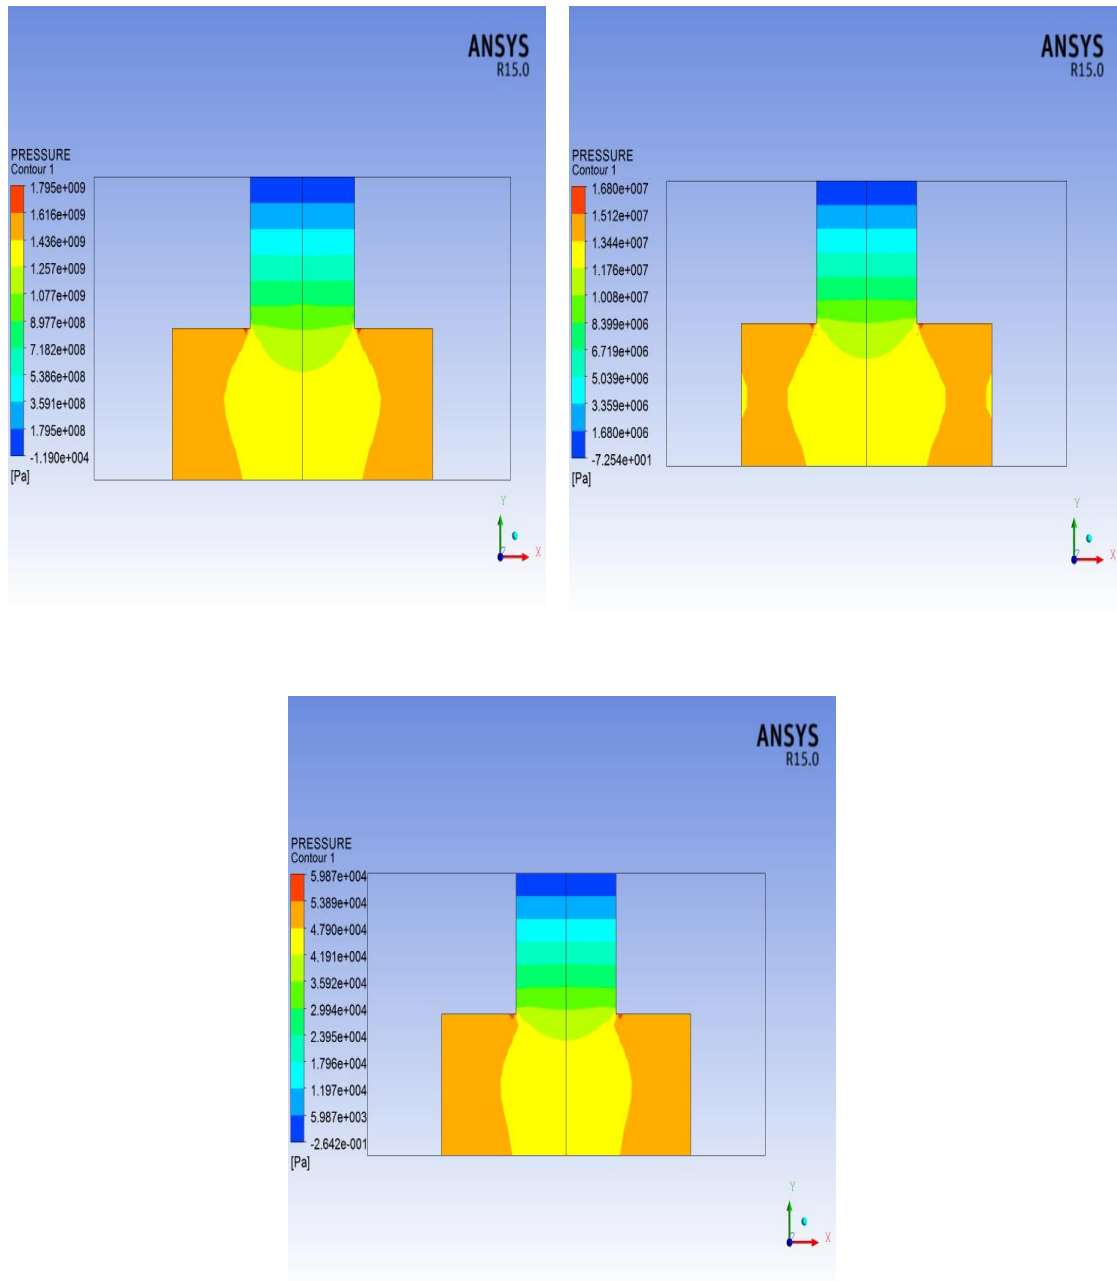 ANSYS
R15.0
PRESSURE
Contour 1
1.795e+009
1.616e+009
1.436e+009
1.257e+009
1.077e+009
8.977e+008
7.182e+008
5.386e+008
3.591e+008
1.795e+008
-1.190e+004
[Pa]
Y
Z
X
ANSYS
R15.0
PRESSURE
Contour 1
1.680e+007
1.512e+007
1.344e+007
1.176e+007
1.008e+007
8.399e+006
6.719e+006
5.039e+006
3.359e+006
1.680e+006
-7.254e+001
[Pa]
Y
Z
X
ANSYS
R15.0
PRESSURE
Contour 1
5.987e+004
5.389e+004
4.790e+004
4.191e+004
3.592e+004
2.994e+004
2.395e+004
1.796e+004
1.197e+004
5.987e+003
-2.642e-001
[Pa]
Y
Z
X